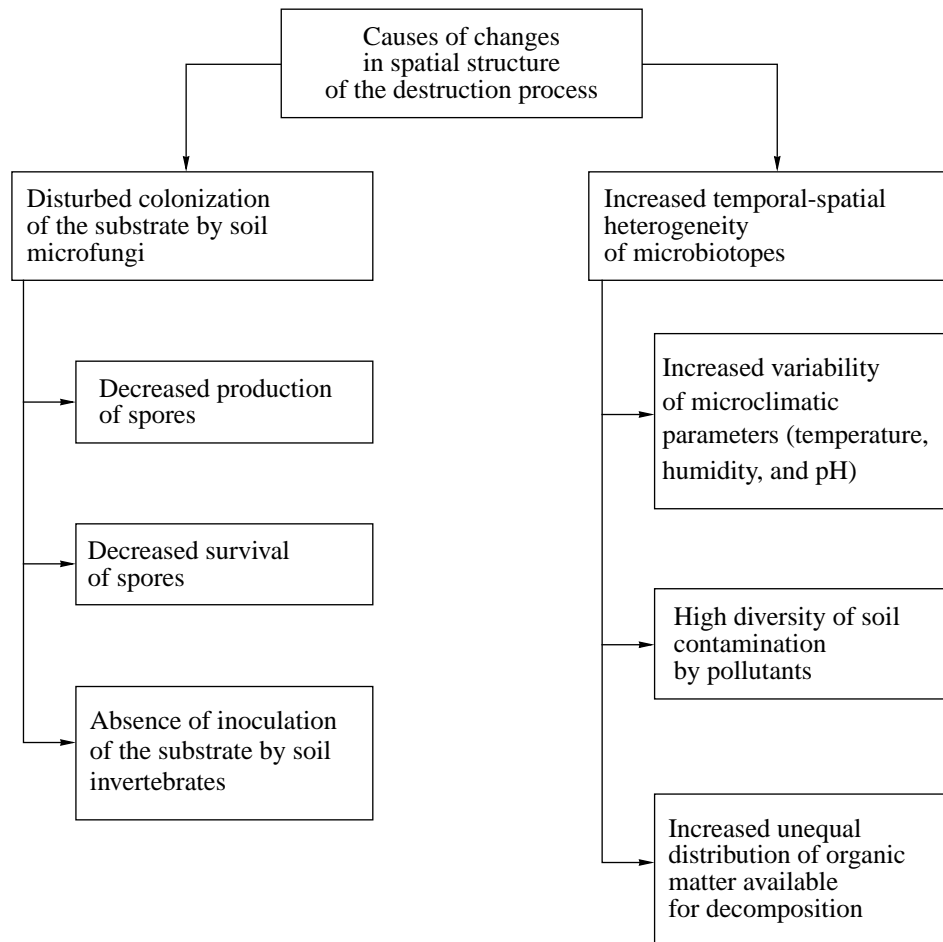 Causes of changes
in spatial structure
of the destruction process
Disturbed colonization
of the substrate by soil
microfungi
Decreased production
of spores
Decreased survival
of spores
Absence of inoculation
of the substrate by soil
invertebrates
Increased temporal-spatial
heterogeneity
of microbiotopes
Increased variability
of microclimatic
parameters (temperature,
humidity, and pH)
High diversity of soil
contamination
by pollutants
Increased unequal
distribution of organic
matter available
for decomposition